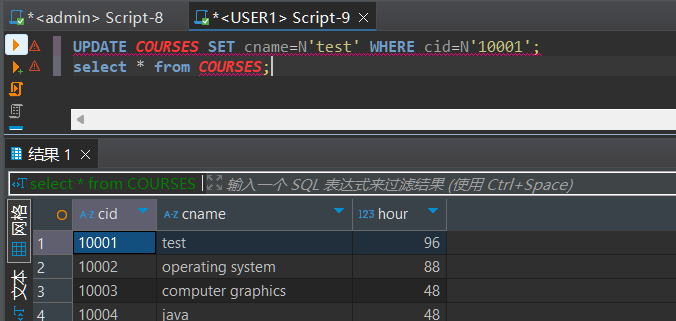 *<admin> Script-8
*<USER1> Script-9
UPDATE COURSES SET cname=N'test' WHERE cid=N'10001';
select * from COURSES;
结果 1
select * from COURSES
输入一个 SQL 表达式来过滤结果 (使用 Ctrl+Space)
网格
文本
A-Z cid A-Z cname 123 hour
1 10001 test 96
2 10002 operating system 88
3 10003 computer graphics 48
4 10004 java 48